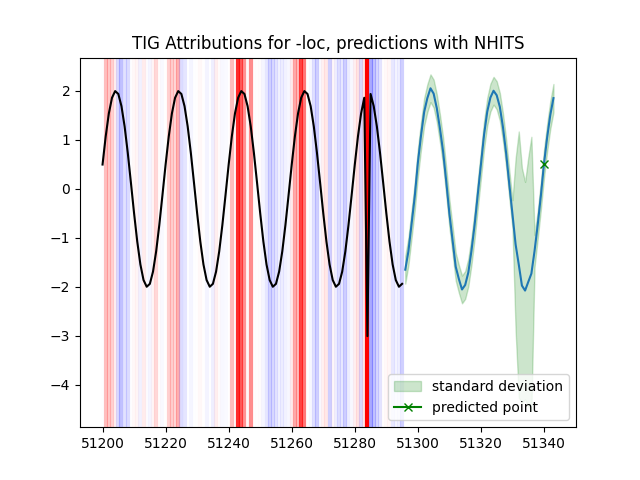 TIG Attributions for -loc, predictions with NHITS
2
1
0
−1
−2
−3
−4
standard deviation
predicted point
51200 51220 51240 51260 51280 51300 51320 51340